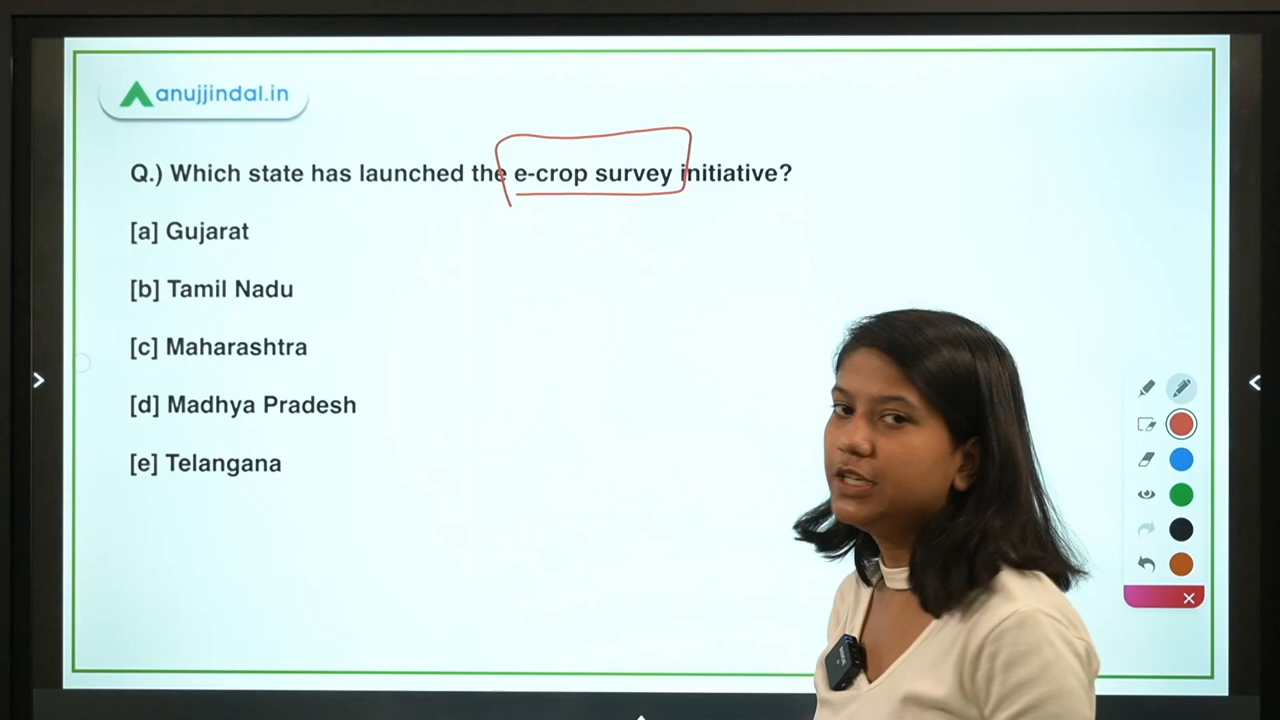 anujjindal.in
Q.) Which state has launched the e-crop survey initiative?
[a] Gujarat
[b] Tamil Nadu
[c] Maharashtra
[d] Madhya Pradesh
[e] Telangana